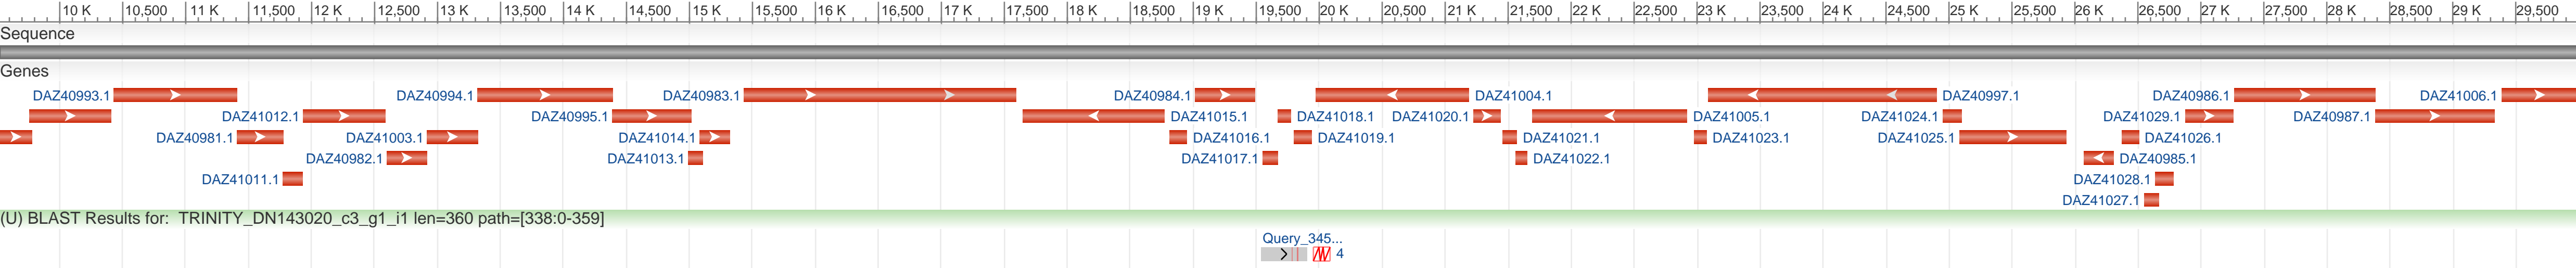 10 K 10,500 11 K 11,500 12 K 12,500 13 K 13,500 14 K 14,500 15 K 15,500 16 K 16,500 17 K 17,500 18 K 18,500 19 K 19,500 20 K 20,500 21 K 21,500 22 K 22,500 23 K 23,500 24 K 24,500 25 K 25,500 26 K 26,500 27 K 27,500 28 K 28,500 29 K 29,500
Sequence
Genes
DAZ40993.1 DAZ40994.1 DAZ40983.1 DAZ40984.1 DAZ41004.1 DAZ40997.1 DAZ40986.1 DAZ41006.1
DAZ41012.1 DAZ40995.1 DAZ41015.1 DAZ41018.1 DAZ41020.1 DAZ41005.1 DAZ41024.1 DAZ41029.1 DAZ40987.1
DAZ40981.1 DAZ41003.1 DAZ41014.1 DAZ41016.1 DAZ41019.1 DAZ41021.1 DAZ41023.1 DAZ41025.1 DAZ41026.1
DAZ40982.1 DAZ41013.1 DAZ41017.1 DAZ41022.1 DAZ40985.1
DAZ41011.1 DAZ41028.1
DAZ41027.1
(U) BLAST Results for: TRINITY_DN143020_c3_g1_i1 len=360 path=[338:0-359]
Query_345...
4